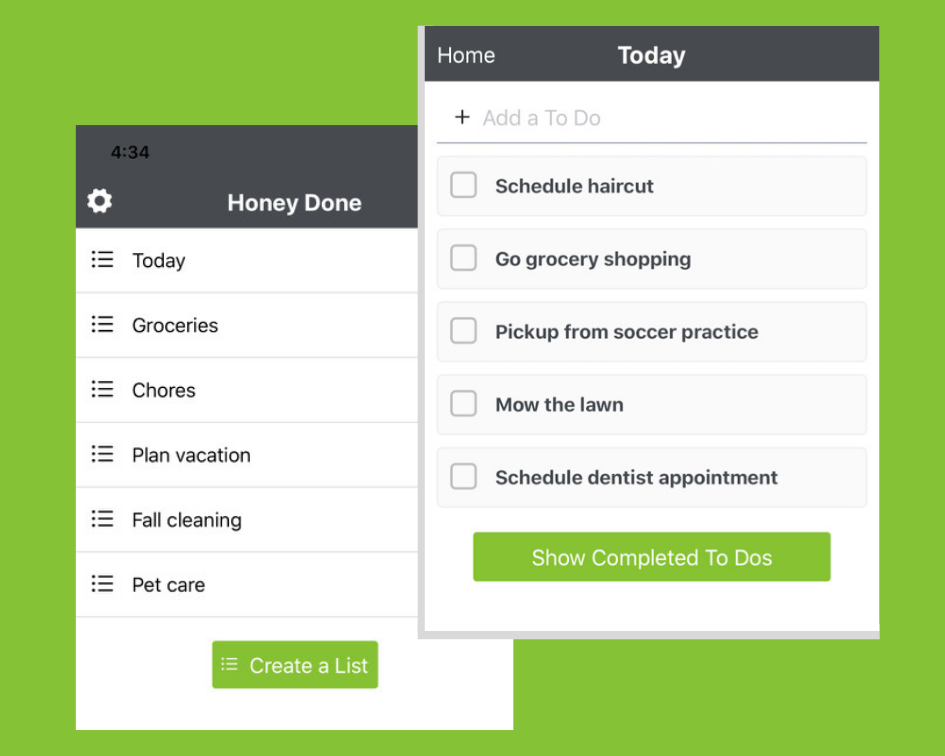 4:34
Honey Done
Today
Groceries
Chores
Plan vacation
Fall cleaning
Pet care
Create a List
Home
Today
+ Add a To Do
Schedule haircut
Go grocery shopping
Pickup from soccer practice
Mow the lawn
Schedule dentist appointment
Show Completed To Dos